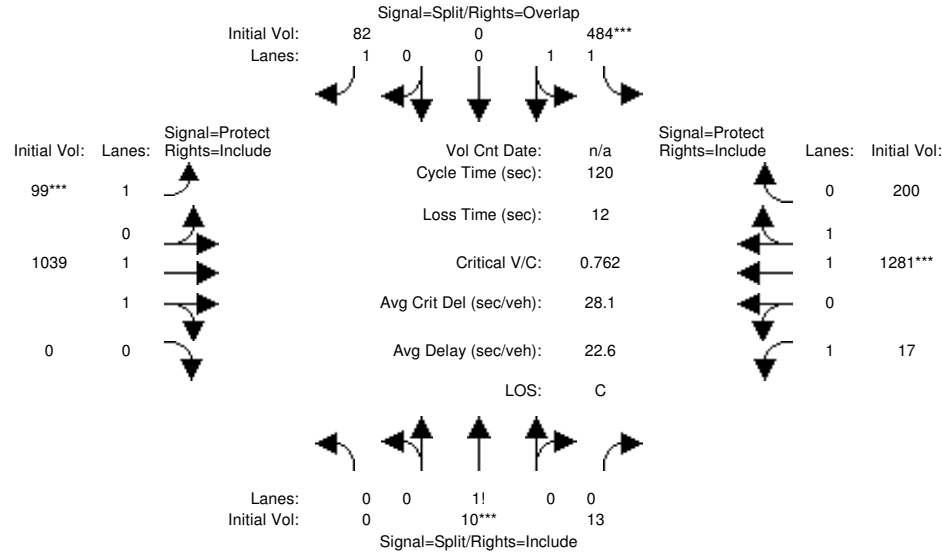 Signal=Split/Rights=Overlap
Initial Vol: 82 0 484***
Lanes: 1 0 0 1 1
Signal=Protect
Initial Vol: Lanes: Rights=Include
99*** 1
0
1039 1
1
0 0
Vol Cnt Date: n/a
Cycle Time (sec): 120
Loss Time (sec): 12
Critical V/C: 0.762
Avg Crit Del (sec/veh): 28.1
Avg Delay (sec/veh): 22.6
LOS: C
Signal=Protect
Rights=Include Lanes: Initial Vol:
0 200
1
1 1281***
0
1 17
Lanes: 0 0 1! 0 0
Initial Vol: 0 10*** 13
Signal=Split/Rights=Include